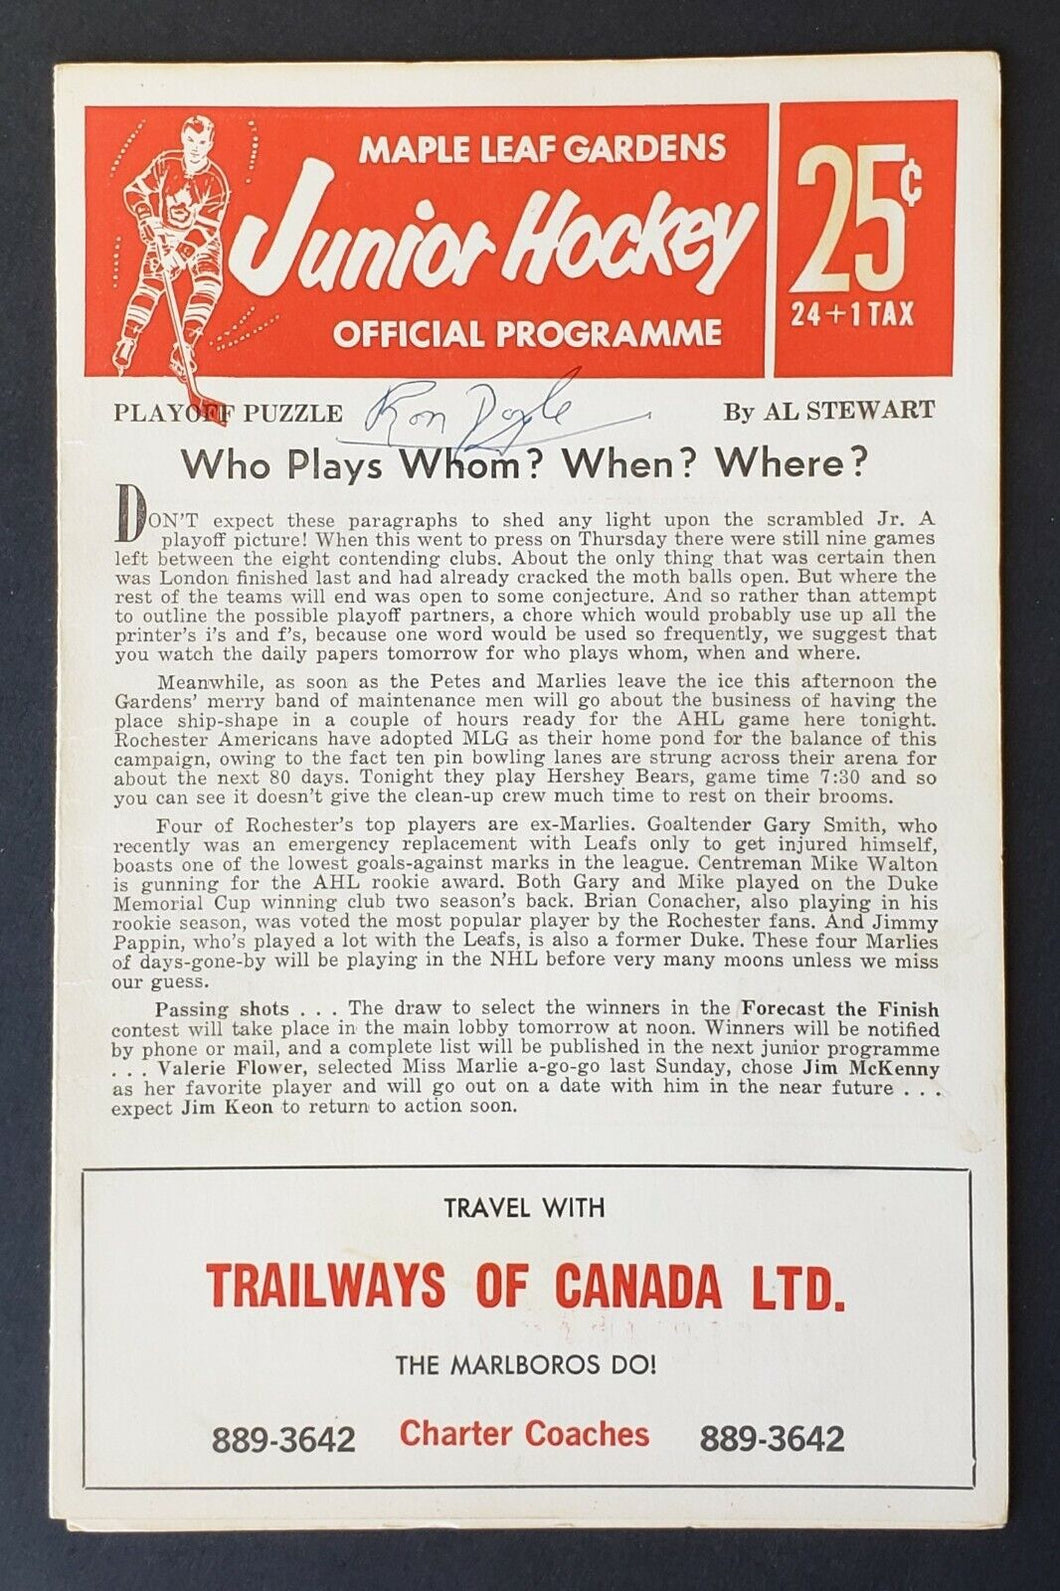 MAPLE LEAF GARDENS
Junior Hockey
OFFICIAL PROGRAMME
25¢
24+1 TAX
PLAYOFF PUZZLE Ron Doyle By AL STEWART
Who Plays Whom? When? Where?
DON'T expect these paragraphs to shed any light upon the scrambled Jr. A
playoff picture! When this went to press on Thursday there were still nine games
left between the eight contending clubs. About the only thing that was certain then
was London finished last and had already cracked the moth balls open. But where the
rest of the teams will end was open to some conjecture. And so rather than attempt
to outline the possible playoff partners, a chore which would probably use up all the
printer's i's and f's, because one word would be used so frequently, we suggest that
you watch the daily papers tomorrow for who plays whom, when and where.
Meanwhile, as soon as the Petes and Marlies leave the ice this afternoon the
Gardens' merry band of maintenance men will go about the business of having the
place ship-shape in a couple of hours ready for the AHL game here tonight.
Rochester Americans have adopted MLG as their home pond for the balance of this
campaign, owing to the fact ten pin bowling lanes are strung across their arena for
about the next 80 days. Tonight they play Hershey Bears, game time 7:30 and so
you can see it doesn't give the clean-up crew much time to rest on their brooms.
Four of Rochester's top players are ex-Marlies. Goaltender Gary Smith, who
recently was an emergency replacement with Leafs only to get injured himself,
boasts one of the lowest goals-against marks in the league. Centreman Mike Walton
is gunning for the AHL rookie award. Both Gary and Mike played on the Duke
Memorial Cup winning club two season's back. Brian Conacher, also playing in his
rookie season, was voted the most popular player by the Rochester fans. And Jimmy
Pappin, who's played a lot with the Leafs, is also a former Duke. These four Marlies
of days-gone-by will be playing in the NHL before very many moons unless we miss
our guess.
Passing shots . . . The draw to select the winners in the Forecast the Finish
contest will take place in the main lobby tomorrow at noon. Winners will be notified
by phone or mail, and a complete list will be published in the next junior programme
. . . Valerie Flower, selected Miss Marlie a-go-go last Sunday, chose Jim McKenny
as her favorite player and will go out on a date with him in the near future . . .
expect Jim Keon to return to action soon.
TRAVEL WITH
TRAILWAYS OF CANADA LTD.
THE MARLBOROS DO!
889-3642 Charter Coaches 889-3642